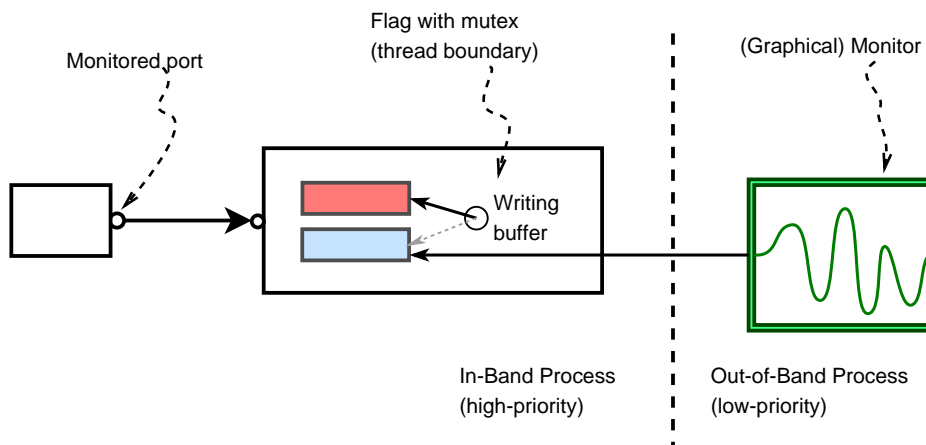 Flag with mutex
(thread boundary)
Monitored port
(Graphical) Monitor
Writing
buffer
In-Band Process
(high-priority)
Out-of-Band Process
(low-priority)